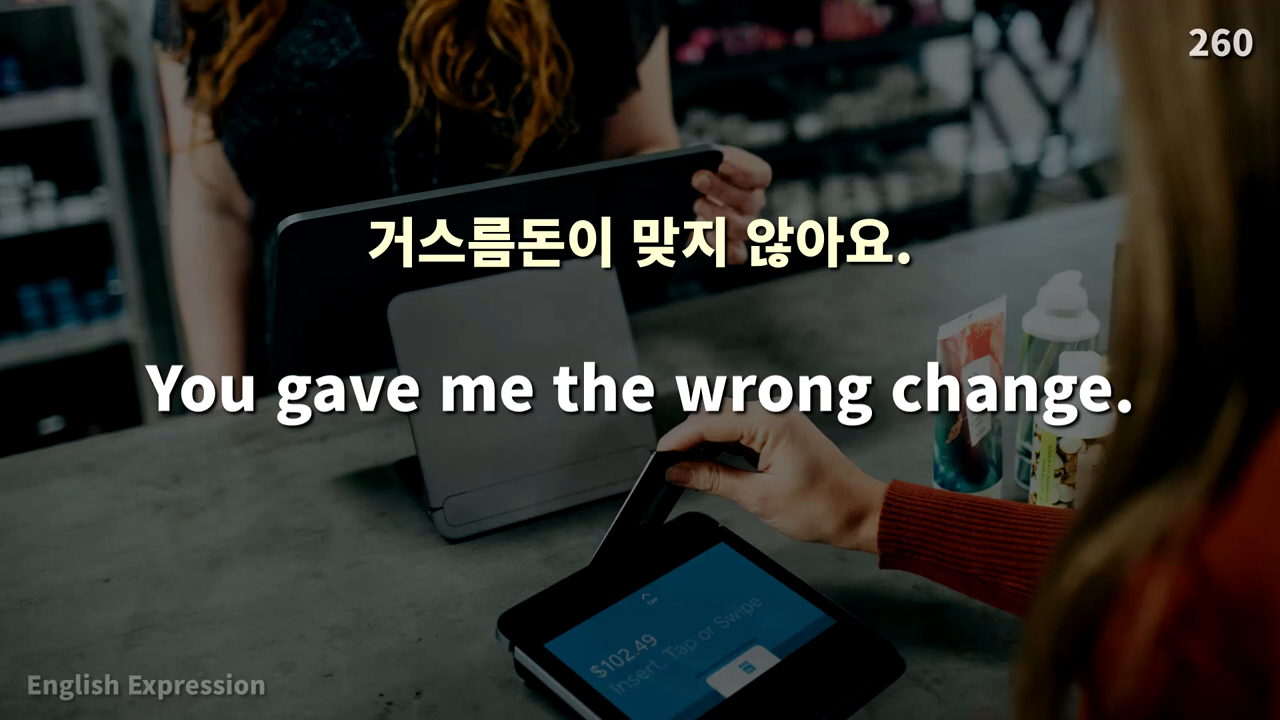 260
거스름돈이 맞지 않아요.
You gave me the wrong change.
TAP
$102.49
Insert, Tap or Swipe
English Expression